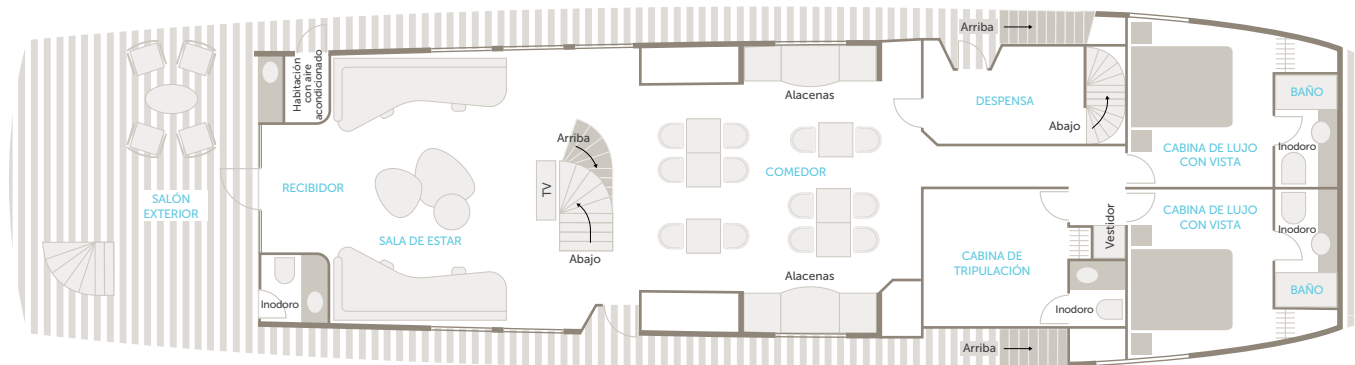 Arriba
Habitación
con aire
acondicionado
Alacenas
DESPENSA
Abajo
BAÑO
Inodoro
CABINA DE LUJO
CON VISTA
Arriba
COMEDOR
SALÓN
EXTERIOR
RECIBIDOR
TV
SALA DE ESTAR
Abajo
CABINA DE LUJO
CON VISTA
Vestidor
Inodoro
CABINA DE
TRIPULACIÓN
Alacenas
BAÑO
Inodoro
Inodoro
Arriba